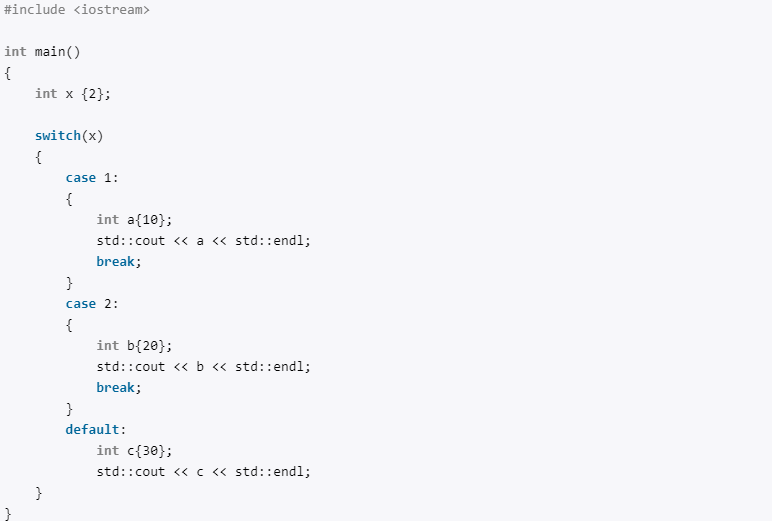 #include <iostream>
int main()
{
    int x {2};
    switch(x)
    {
        case 1:
        {
            int a{10};
            std::cout << a << std::endl;
            break;
        }
        case 2:
        {
            int b{20};
            std::cout << b << std::endl;
            break;
        }
        default:
            int c{30};
            std::cout << c << std::endl;
    }
}